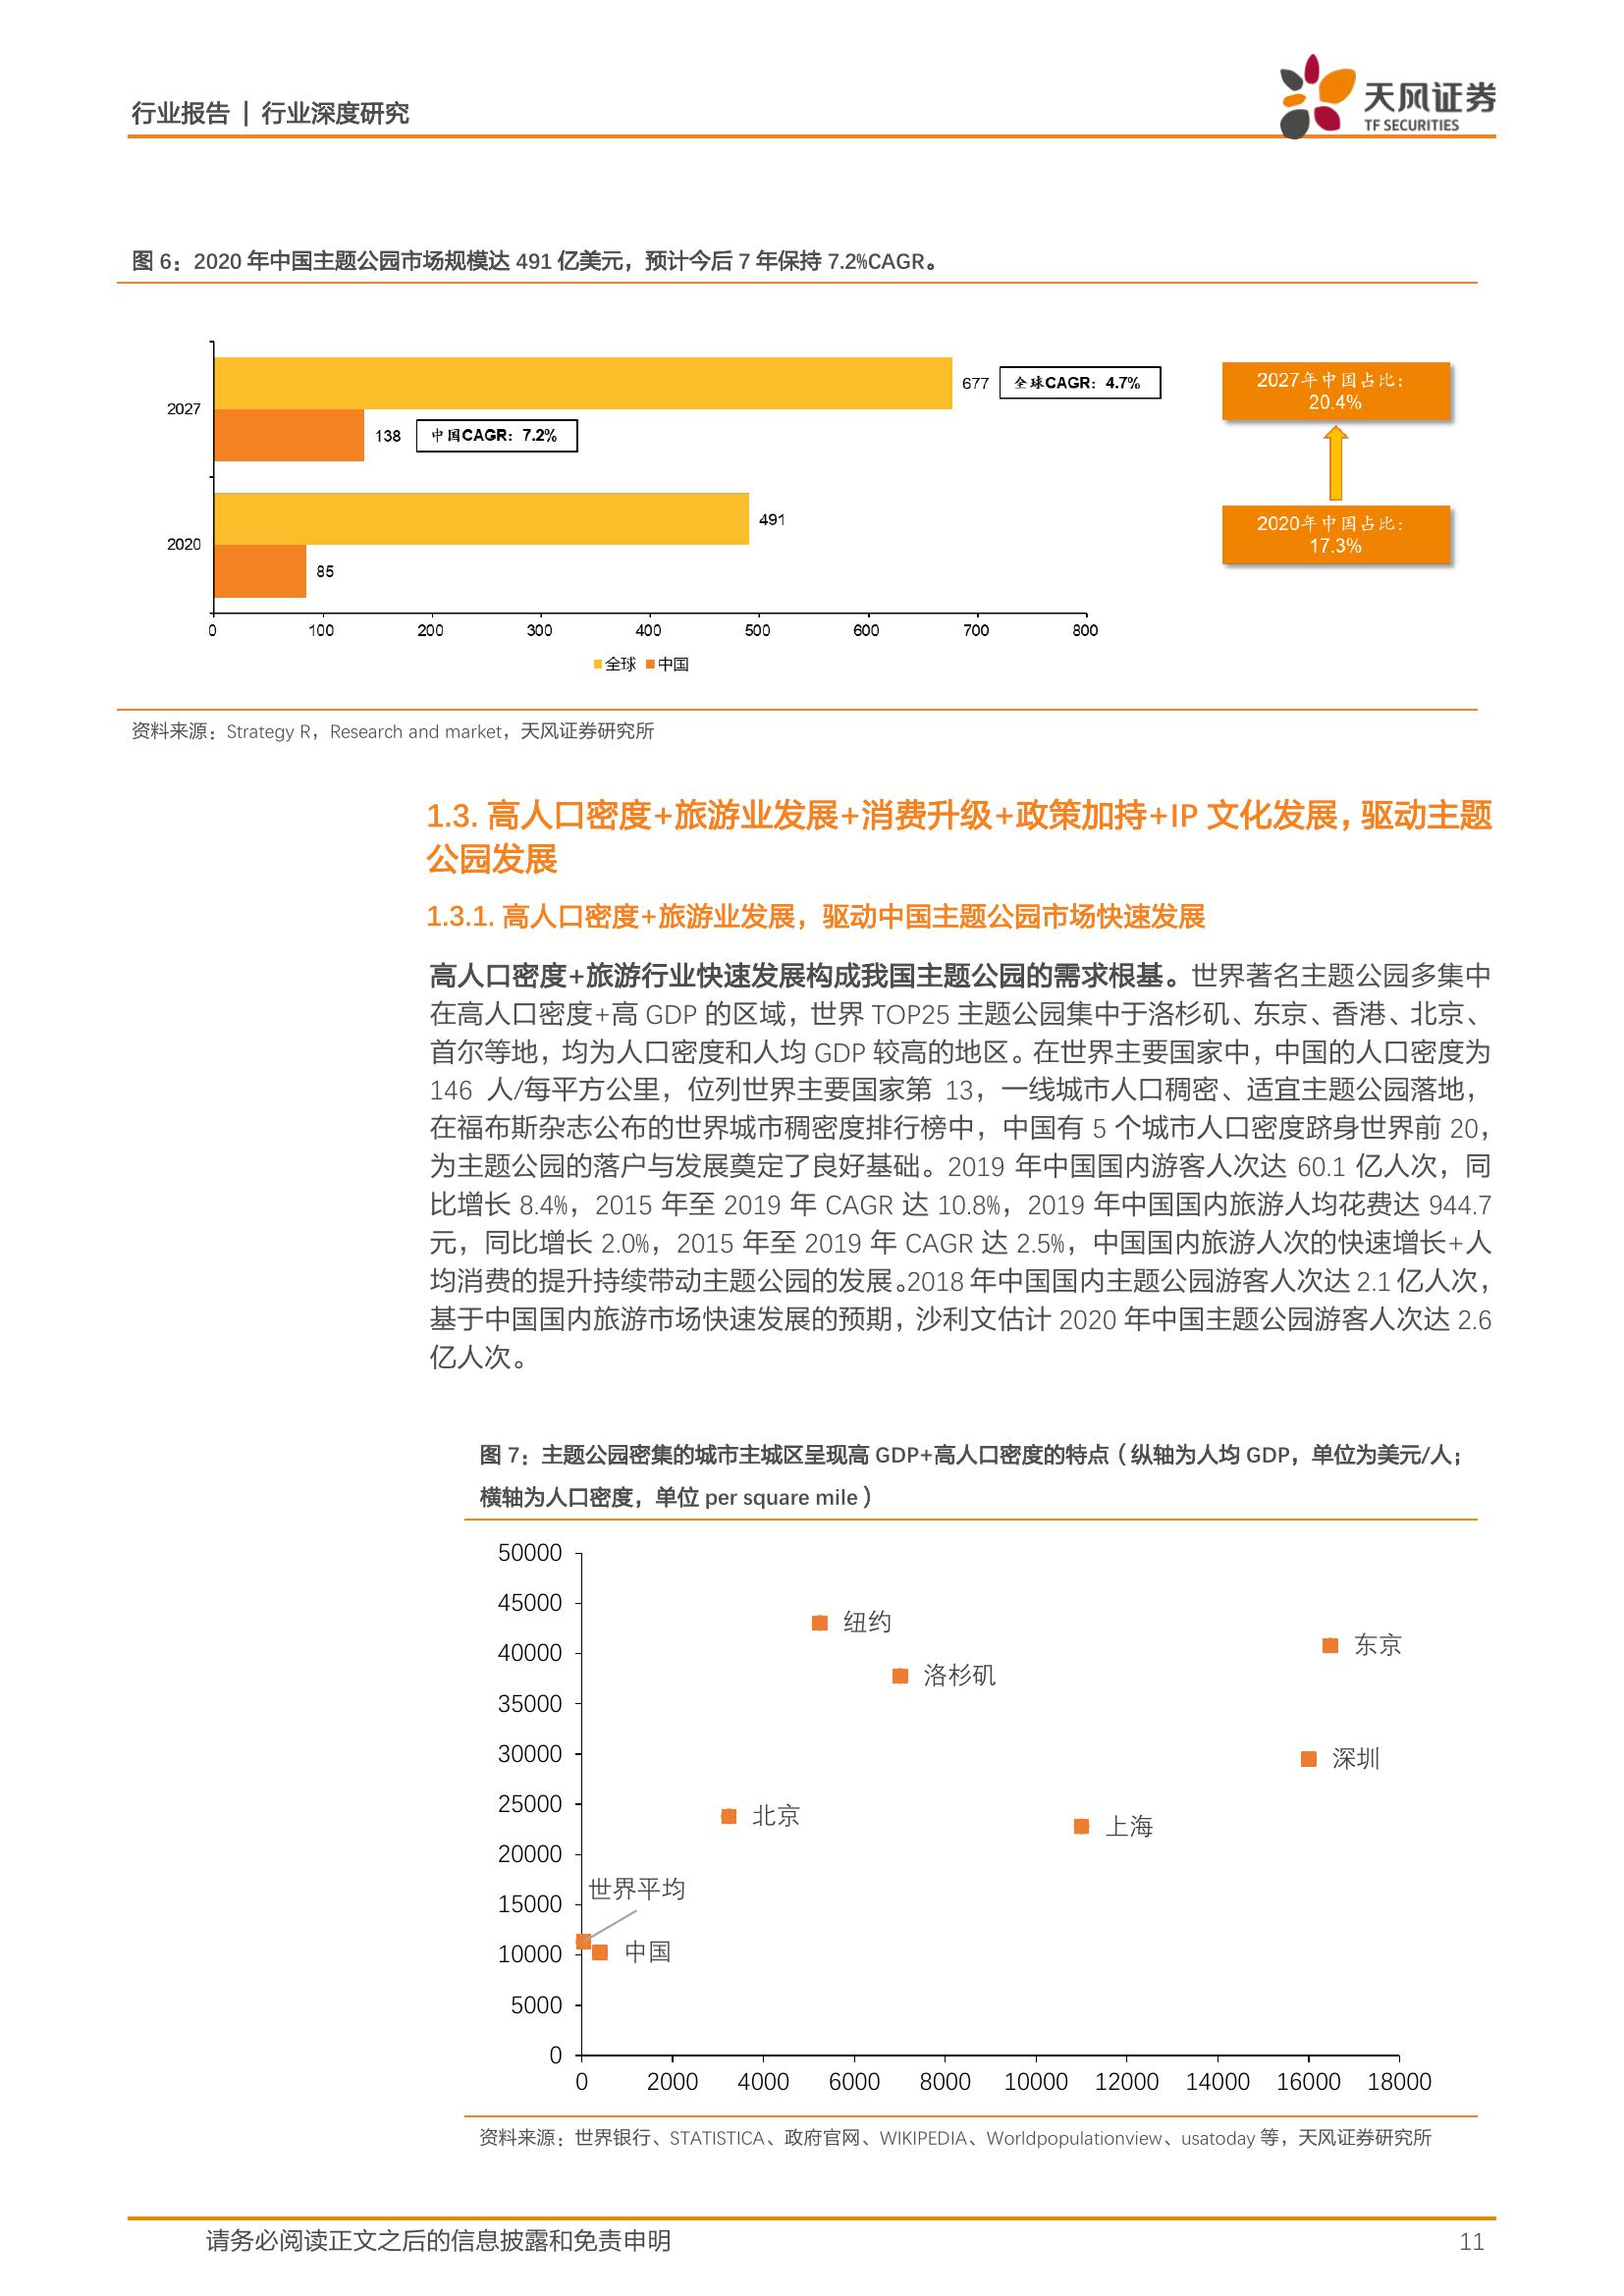 行业报告 | 行业深度研究
天风证券
TF SECURITIES
图 6：2020 年中国主题公园市场规模达 491 亿美元，预计今后 7 年保持 7.2%CAGR。
2027
677
全球CAGR：4.7%
138
中国CAGR：7.2%
2020
491
85
0 100 200 300 400 500 600 700 800
全球 中国
2027年中国占比：
20.4%
2020年中国占比：
17.3%
资料来源：Strategy R，Research and market，天风证券研究所
1.3. 高人口密度+旅游业发展+消费升级+政策加持+IP 文化发展，驱动主题
公园发展
1.3.1. 高人口密度+旅游业发展，驱动中国主题公园市场快速发展
高人口密度+旅游行业快速发展构成我国主题公园的需求根基。世界著名主题公园多集中
在高人口密度+高 GDP 的区域，世界 TOP25 主题公园集中于洛杉矶、东京、香港、北京、
首尔等地，均为人口密度和人均 GDP 较高的地区。在世界主要国家中，中国的人口密度为
146 人/每平方公里，位列世界主要国家第 13，一线城市人口稠密、适宜主题公园落地，
在福布斯杂志公布的世界城市稠密度排行榜中，中国有 5 个城市人口密度跻身世界前 20，
为主题公园的落户与发展奠定了良好基础。2019 年中国国内游客人次达 60.1 亿人次，同
比增长 8.4%，2015 年至 2019 年 CAGR 达 10.8%，2019 年中国国内旅游人均花费达 944.7
元，同比增长 2.0%，2015 年至 2019 年 CAGR 达 2.5%，中国国内旅游人次的快速增长+人
均消费的提升持续带动主题公园的发展。2018 年中国国内主题公园游客人次达 2.1 亿人次，
基于中国国内旅游市场快速发展的预期，沙利文估计 2020 年中国主题公园游客人次达 2.6
亿人次。
图 7：主题公园密集的城市主城区呈现高 GDP+高人口密度的特点（纵轴为人均 GDP，单位为美元/人；
横轴为人口密度，单位 per square mile）
50000
45000
40000
35000
30000
25000
20000
15000
10000
5000
0
纽约
东京
洛杉矶
深圳
北京
上海
世界平均
中国
0 2000 4000 6000 8000 10000 12000 14000 16000 18000
资料来源：世界银行、STATISTICA、政府官网、WIKIPEDIA、Worldpopulationview、usatoday 等，天风证券研究所
请务必阅读正文之后的信息披露和免责申明
11